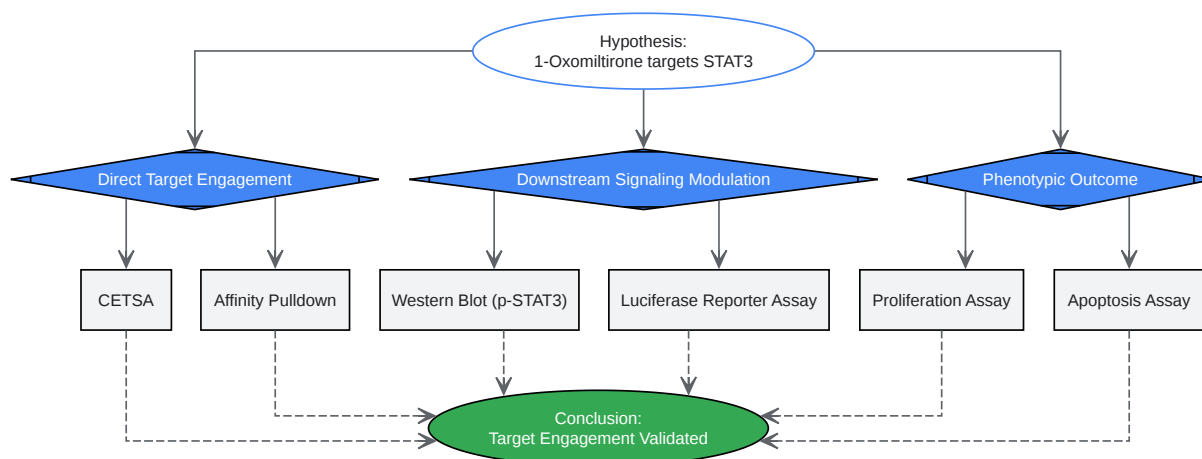 Hypothesis:
1-Oxomiltirone targets STAT3
Direct Target Engagement
Downstream Signaling Modulation
Phenotypic Outcome
CETSA
Affinity Pulldown
Western Blot (p-STAT3)
Luciferase Reporter Assay
Proliferation Assay
Apoptosis Assay
Conclusion:
Target Engagement Validated